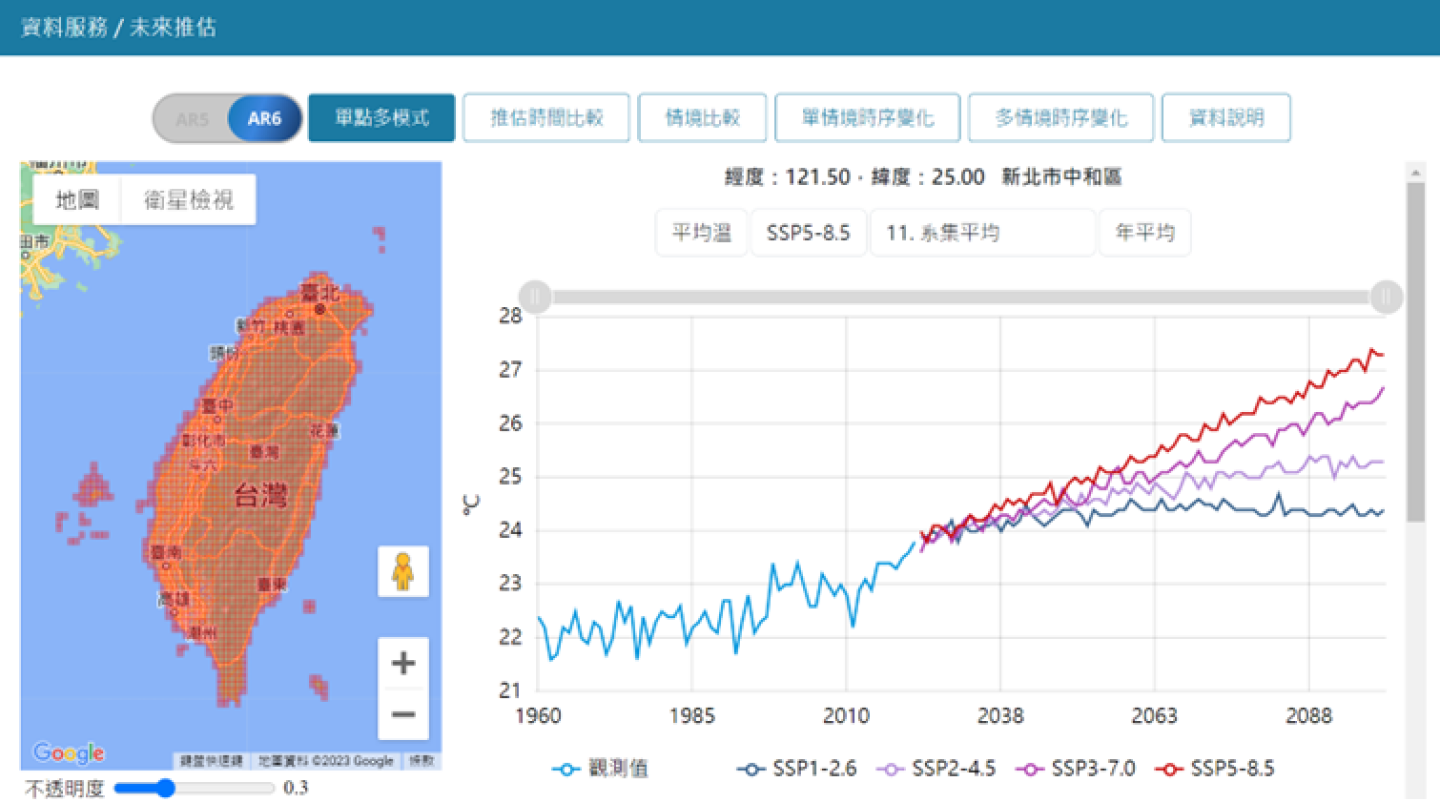 資料服務 / 未來推估
AR5 AR6 單點多模式 推估時間比較 情境比較 單情境時序變化 多情境時序變化 資料說明
地圖 衛星檢視
田市
臺北
新竹 桃園
頭份
臺中
彰化市
花蓮
臺灣
斗六
台灣
臺南
臺東
高雄
潮州
Google
鍵盤快速鍵 地圖資料 ©2023 Google 條款
不透明度 0.3
經度：121.50，緯度：25.00 新北市中和區
平均溫 SSP5-8.5 11. 系集平均 年平均
28
27
26
25
24
23
22
21
°C
1960 1985 2010 2038 2063 2088
觀測值 SSP1-2.6 SSP2-4.5 SSP3-7.0 SSP5-8.5